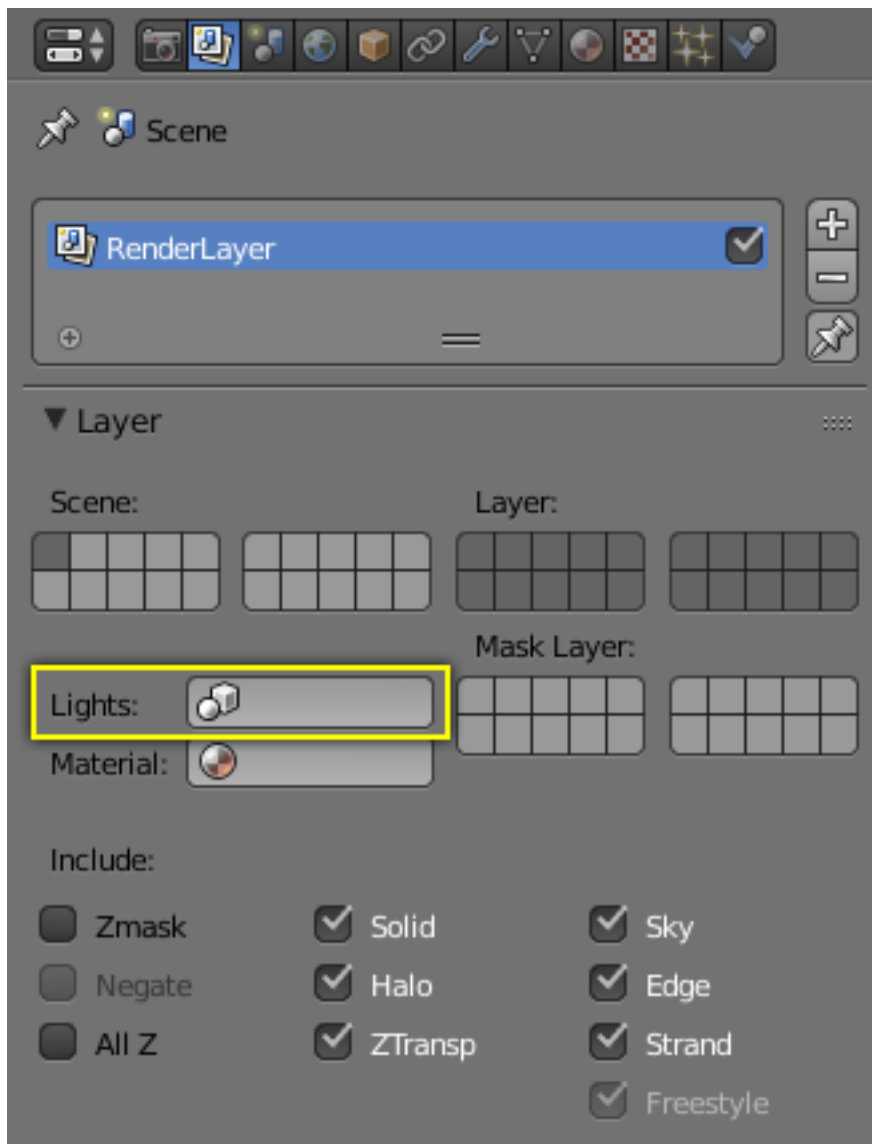 Scene
RenderLayer
Layer
Scene: Layer:
Mask Layer:
Lights:
Material:
Include:
Zmask Solid Sky
Negate Halo Edge
All Z ZTransp Strand
Freestyle